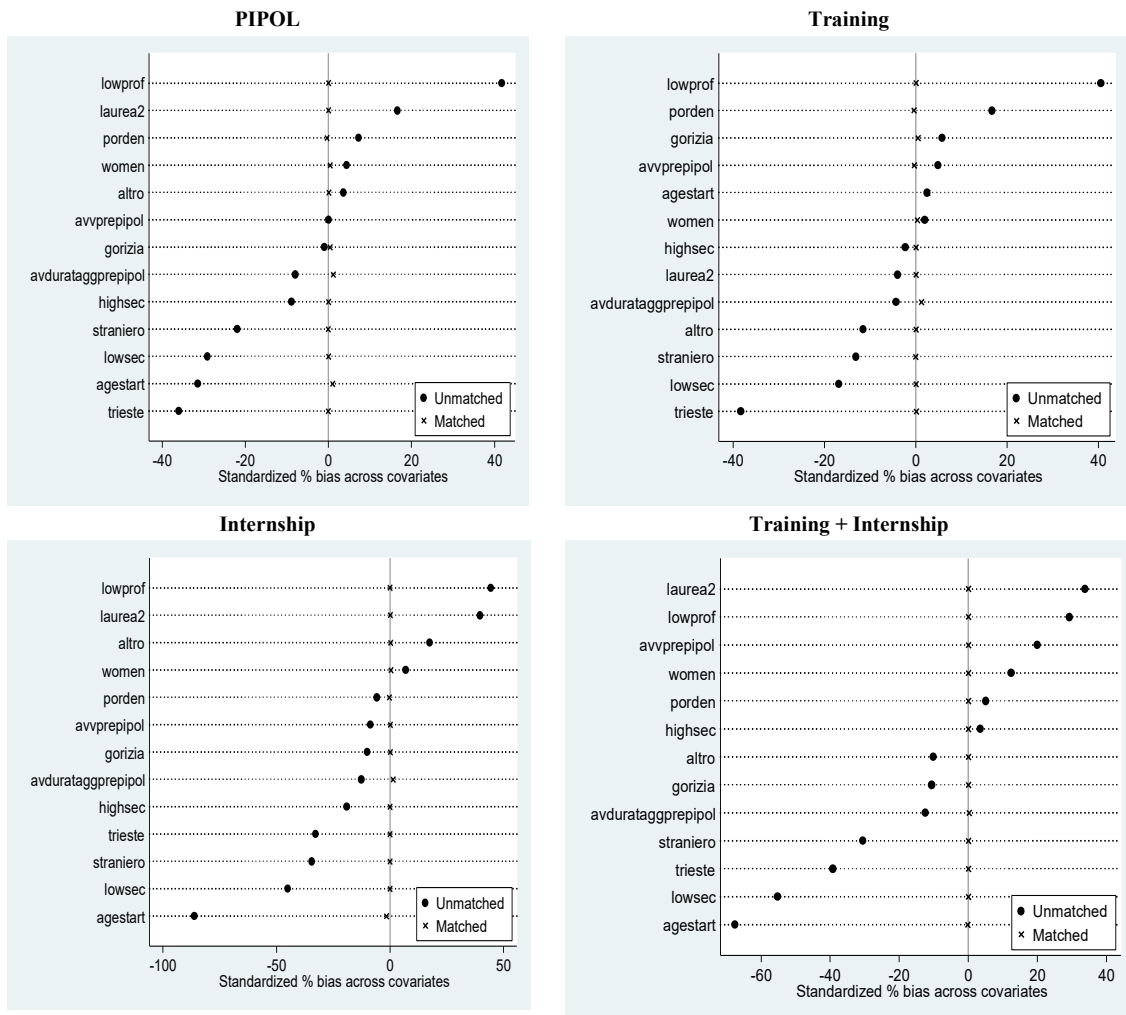 PIPOL
lowprof
laurea2
porden
women
altro
avvprepipol
gorizia
avdurataggprepipol
highsec
straniero
lowsec
agestart
trieste
Unmatched
Matched
-40 -20 0 20 40
Standardized % bias across covariates
Training
lowprof
porden
gorizia
avvprepipol
agestart
women
highsec
laurea2
avdurataggprepipol
altro
straniero
lowsec
trieste
Unmatched
Matched
-40 -20 0 20 40
Standardized % bias across covariates
Internship
lowprof
laurea2
altro
women
porden
avvprepipol
gorizia
avdurataggprepipol
highsec
trieste
straniero
lowsec
agestart
Unmatched
Matched
-100 -50 0 50
Standardized % bias across covariates
Training + Internship
laurea2
lowprof
avvprepipol
women
porden
highsec
altro
gorizia
avdurataggprepipol
straniero
trieste
lowsec
agestart
Unmatched
Matched
-60 -40 -20 0 20 40
Standardized % bias across covariates